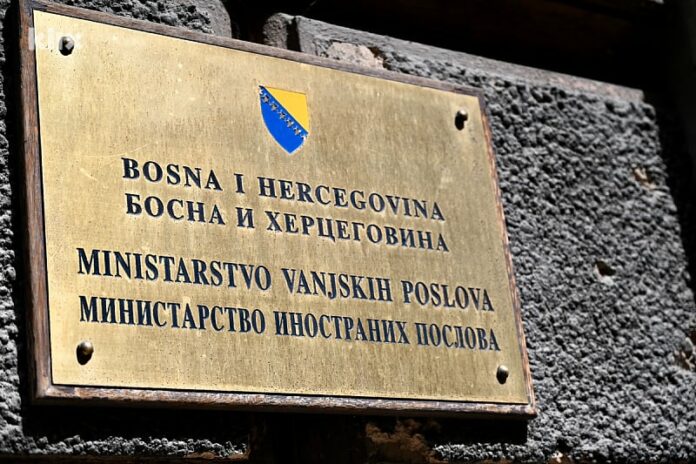 BOSNA I HERCEGOVINA
БОСНА И ХЕРЦЕГОВИНА
MINISTARSTVO VANJSKIH POSLOVA
МИНИСТАРСТВО ИНОСТРАНИХ ПОСЛОВА